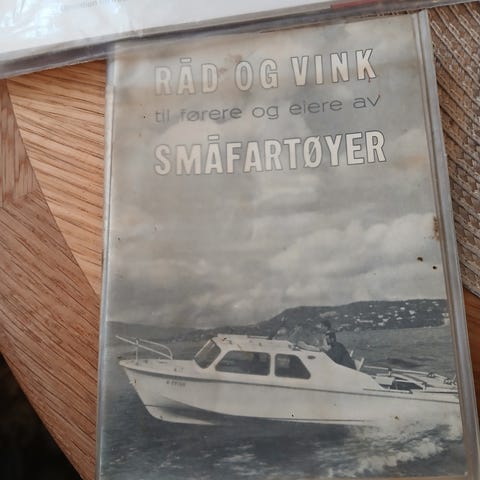 RÅD OG VINK
til førere og eiere av
SMÅFARTØYER